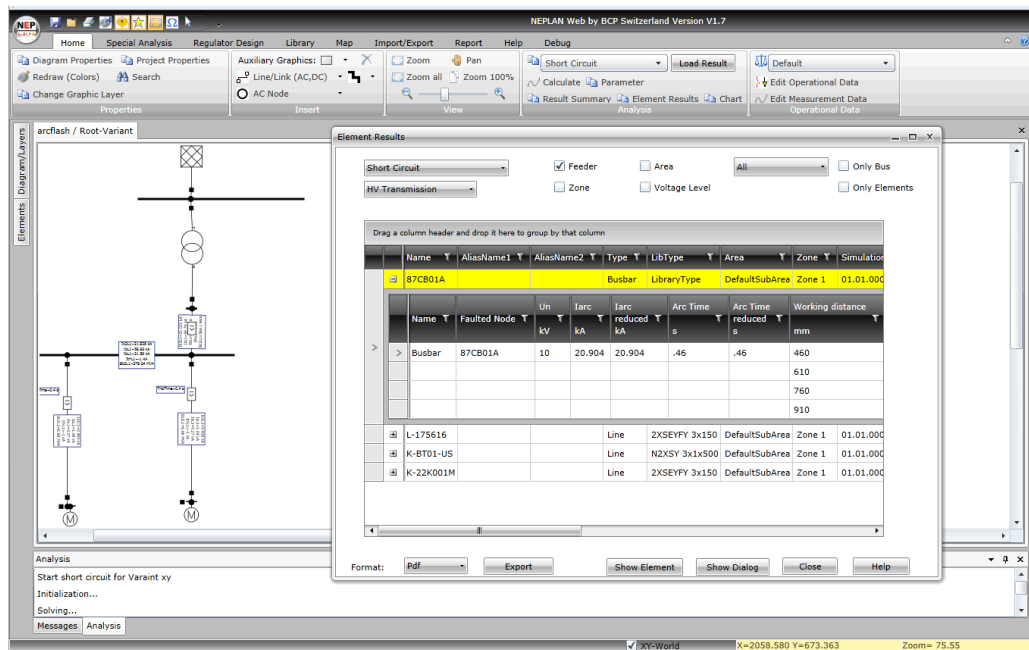 NEPLAN Web by BCP Switzerland Version V1.7
NEP
by BCP Sw
Home Special Analysis Regulator Design Library Map Import/Export Report Help Debug
Diagram Properties Project Properties Auxiliary Graphics: Zoom Pan Short Circuit Load Result Default
Redraw (Colors) Search Line/Link (AC,DC) Zoom all Zoom 100% Calculate Parameter Edit Operational Data
Change Graphic Layer AC Node Result Summary Element Results Chart Edit Measurement Data
Properties Insert View Analysis Operational Data
arcflash / Root-Variant
Diagram/Layers
Elements
Element Results
Short Circuit Feeder Area All Only Bus
HV Transmission Zone Voltage Level Only Elements
Drag a column header and drop it here to group by that column
Name AliasName1 AliasName2 Type LibType Area Zone Simulation
87CB01A Busbar LibraryType DefaultSubArea Zone 1 01.01.000
Name Faulted Node Un kV Iarc kA Iarc reduced kA Arc Time s Arc Time reduced s Working distance mm
Busbar 87CB01A 10 20.904 20.904 .46 .46 460
610
760
910
L-175616 Line 2XSEYFY 3x150 DefaultSubArea Zone 1 01.01.000
K-BT01-US Line N2XSY 3x1x500 DefaultSubArea Zone 1 01.01.000
K-22K001M Line 2XSEYFY 3x150 DefaultSubArea Zone 1 01.01.000
Format: Pdf Export Show Element Show Dialog Close Help
M
M
Analysis
Start short circuit for Varaint xy
Initialization...
Solving...
Messages Analysis
XY-World X=2058.580 Y=673.363 Zoom= 75.55